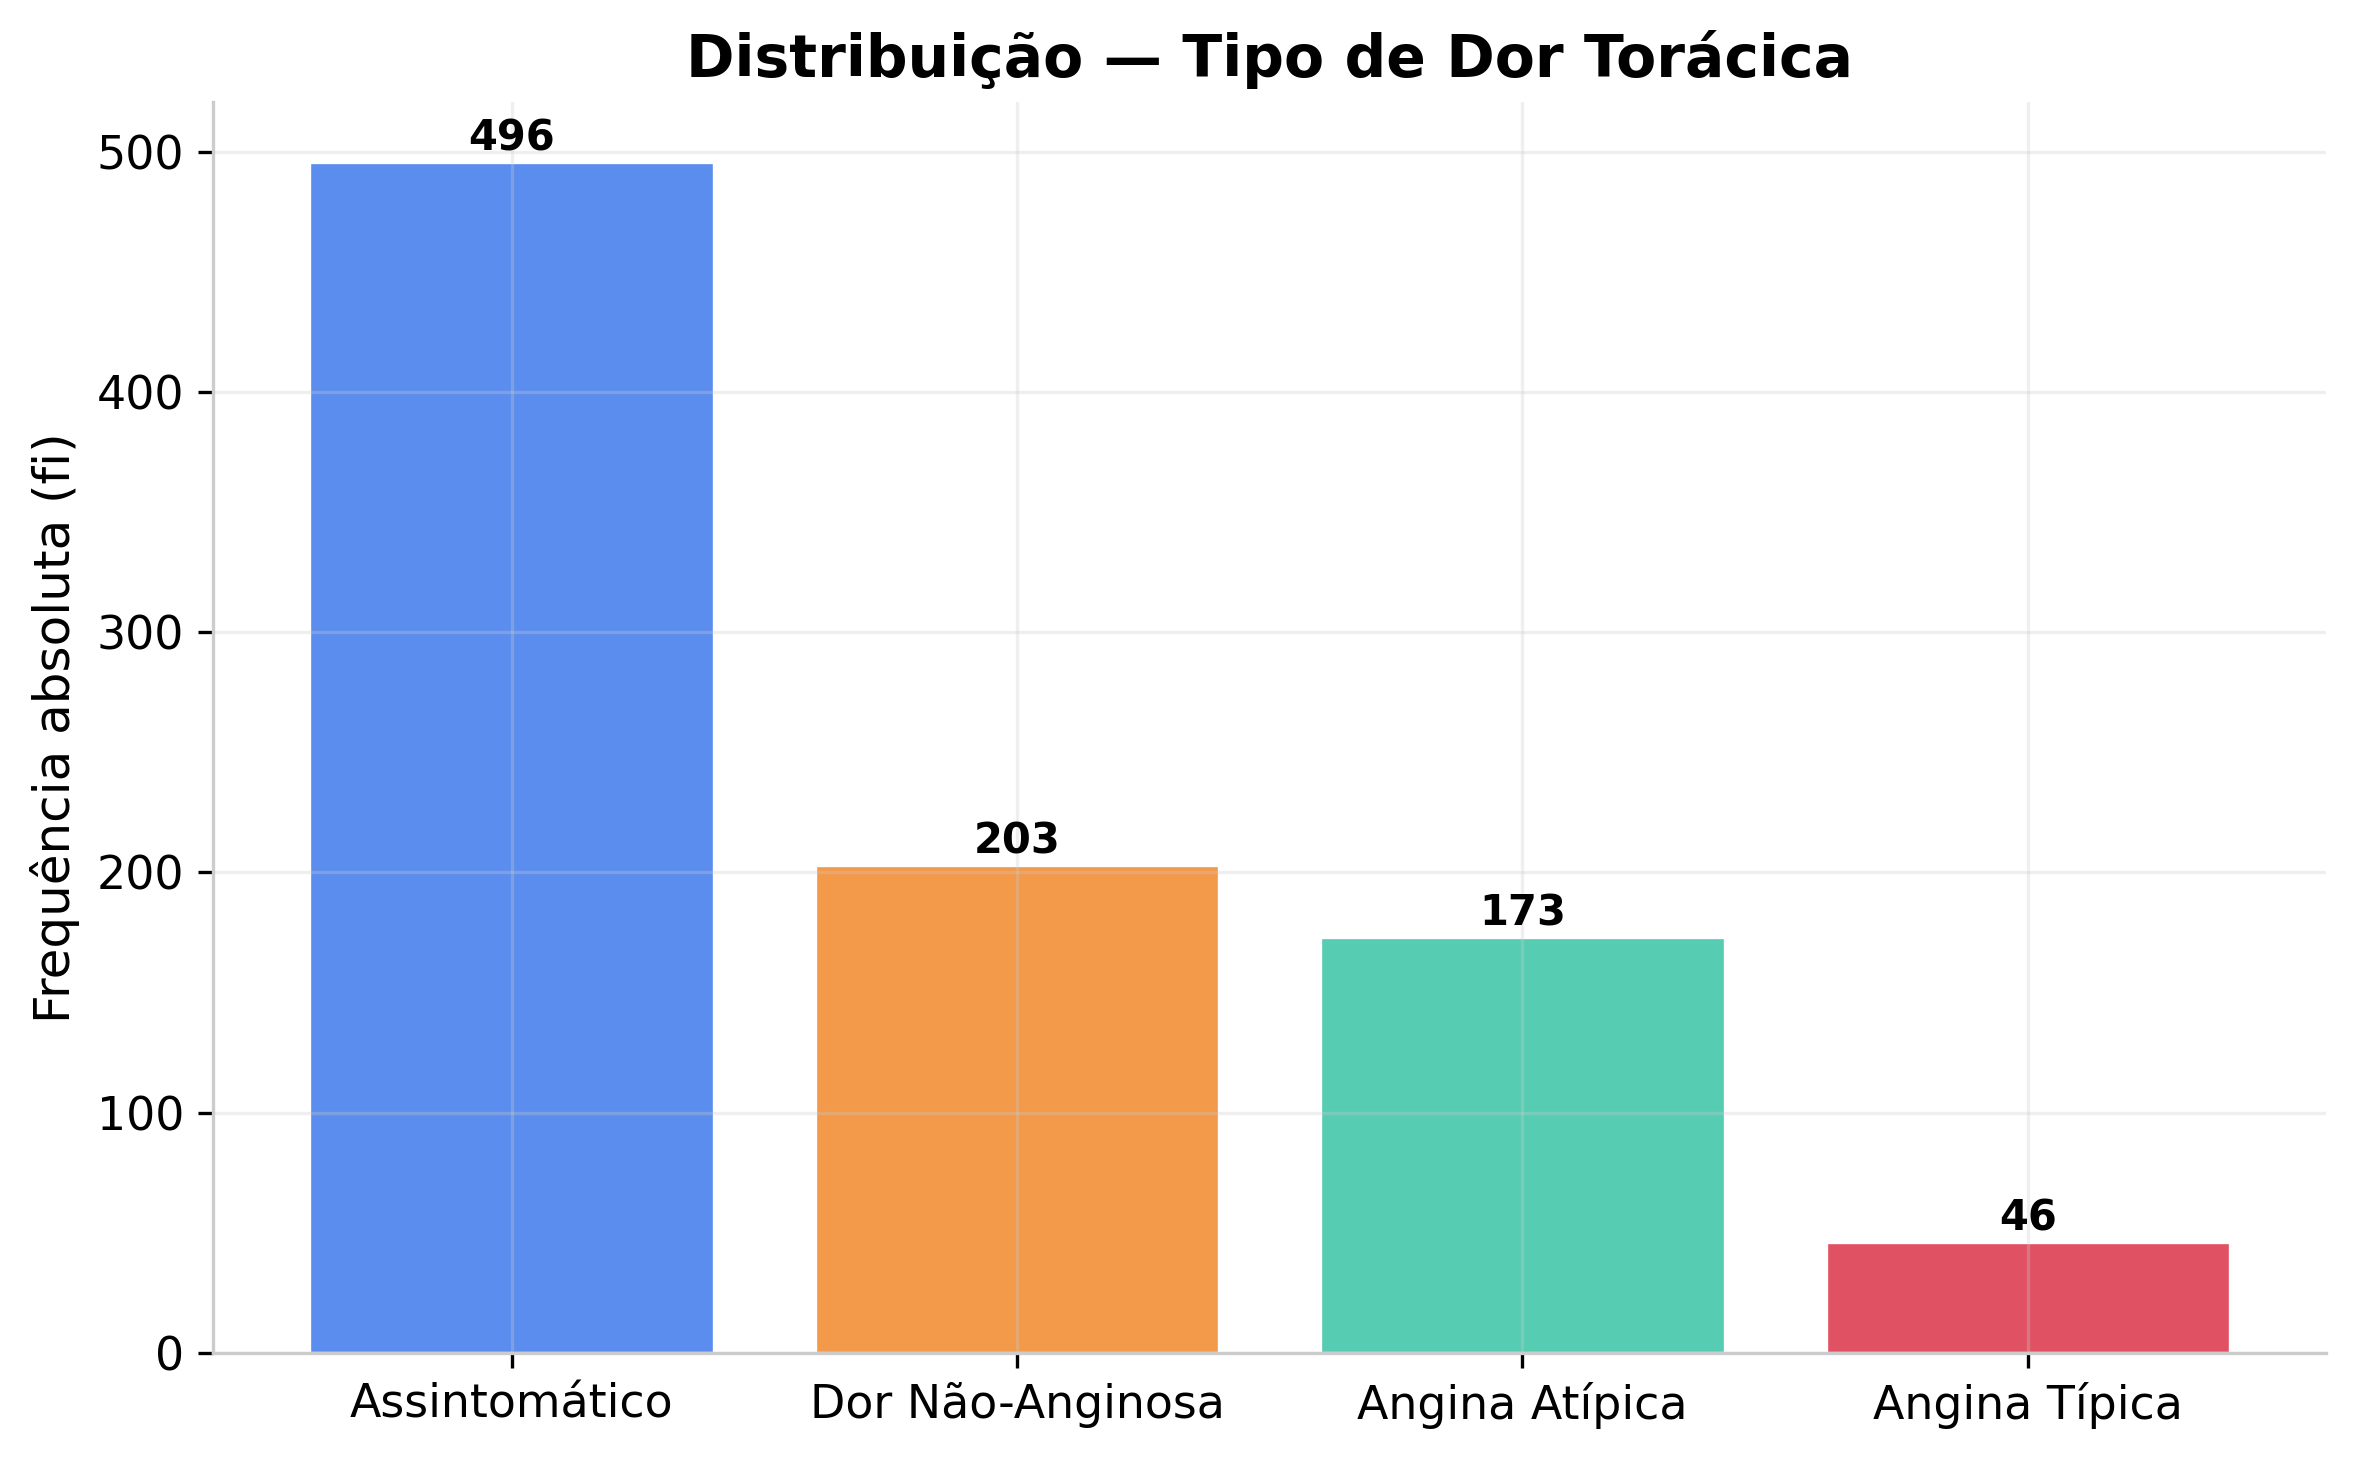 Distribuição — Tipo de Dor Torácica
Frequência absoluta (fi)
500
400
300
200
100
0
496
203
173
46
Assintomático
Dor Não-Anginosa
Angina Atípica
Angina Típica